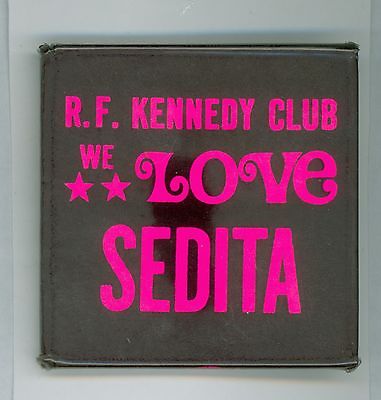 R.F. KENNEDY CLUB
WE LOVE
SEDITA